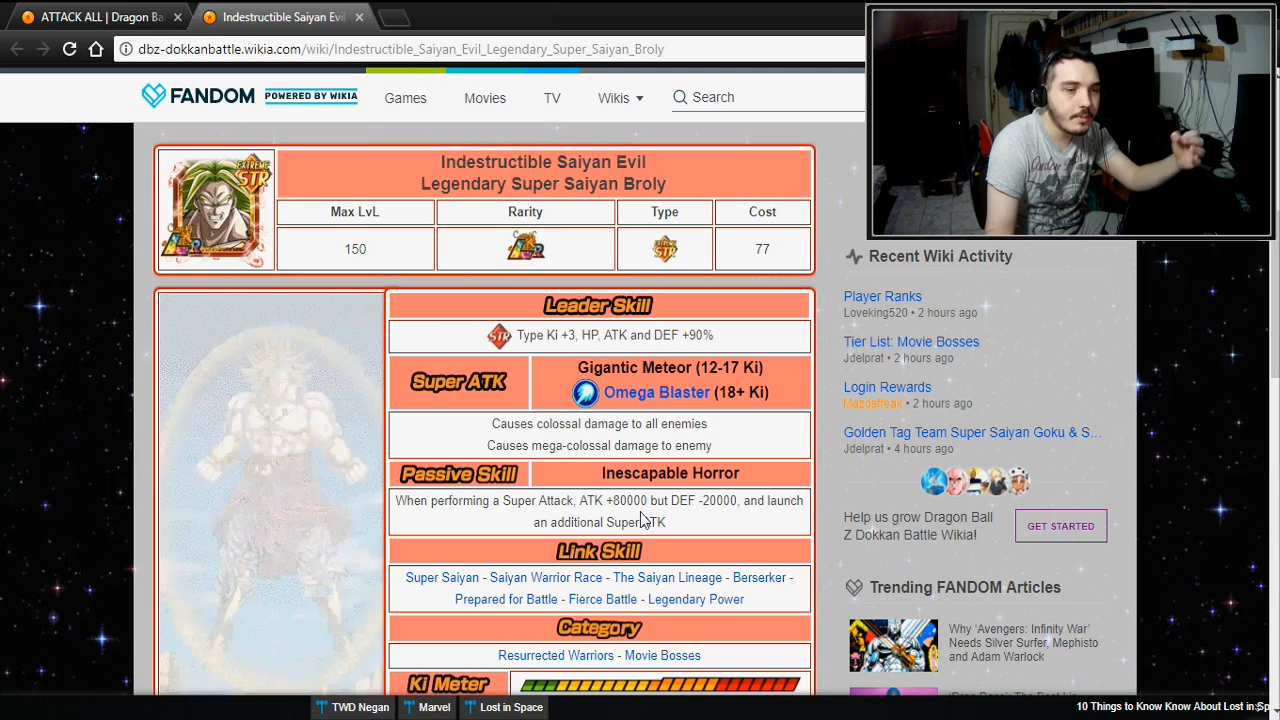 ATTACK ALL | Dragon Ba
Indestructible Saiyan Evil
dbz-dokkanbattle.wikia.com/wiki/Indestructible_Saiyan_Evil_Legendary_Super_Saiyan_Broly
FANDOM POWERED BY WIKIA Games Movies TV Wikis Search
EXTREME STR
Indestructible Saiyan Evil
Legendary Super Saiyan Broly
Max LvL Rarity Type Cost
150 77
Leader Skill
STR Type Ki +3, HP, ATK and DEF +90%
Super ATK
Gigantic Meteor (12-17 Ki)
Omega Blaster (18+ Ki)
Causes colossal damage to all enemies
Causes mega-colossal damage to enemy
Passive Skill Inescapable Horror
When performing a Super Attack, ATK +80000 but DEF -20000, and launch
an additional Super ATK
Link Skill
Super Saiyan - Saiyan Warrior Race - The Saiyan Lineage - Berserker -
Prepared for Battle - Fierce Battle - Legendary Power
Category
Resurrected Warriors - Movie Bosses
Ki Meter
Recent Wiki Activity
Player Ranks
Loveking520 • 2 hours ago
Tier List: Movie Bosses
Jdelprat • 2 hours ago
Login Rewards
Mazdafreak • 2 hours ago
Golden Tag Team Super Saiyan Goku & S...
Jdelprat • 4 hours ago
Help us grow Dragon Ball
Z Dokkan Battle Wikia!
GET STARTED
Trending FANDOM Articles
Why ‘Avengers: Infinity War’
Needs Silver Surfer, Mephisto
and Adam Warlock
TWD Negan Marvel Lost in Space
10 Things to Know Know About Lost in Sp